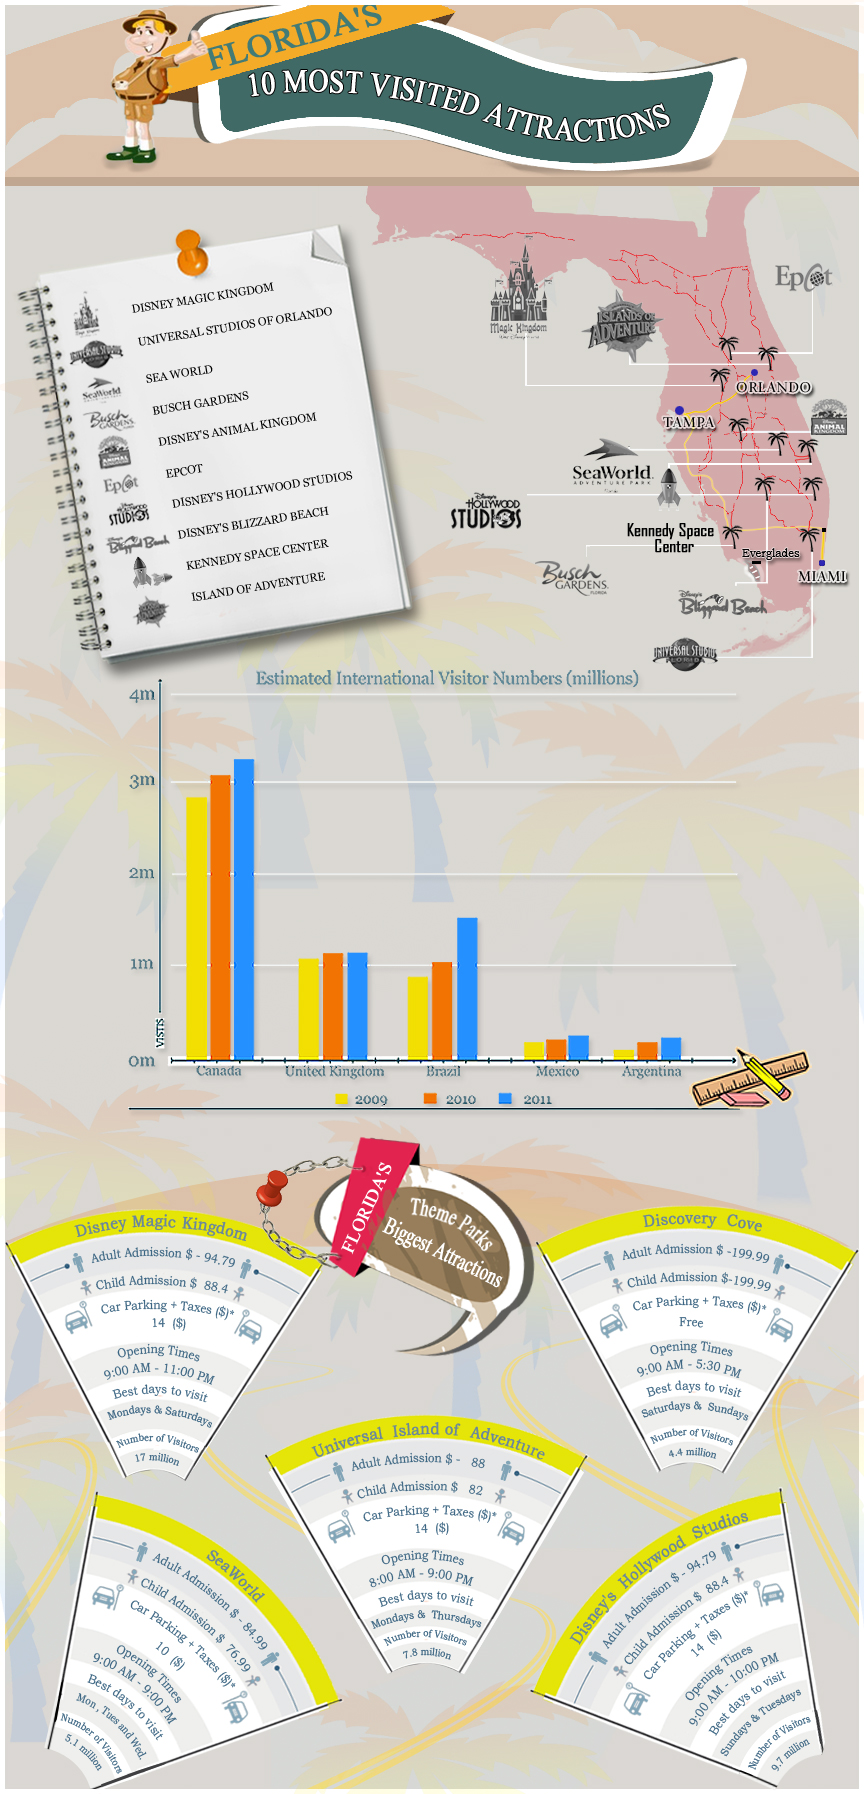 FLORIDA'S
10 MOST VISITED ATTRACTIONS
DISNEY MAGIC KINGDOM
UNIVERSAL STUDIOS OF ORLANDO
SEA WORLD
BUSCH GARDENS
DISNEY'S ANIMAL KINGDOM
EPCOT
DISNEY'S HOLLYWOOD STUDIOS
DISNEY'S BLIZZARD BEACH
KENNEDY SPACE CENTER
ISLAND OF ADVENTURE
SeaWorld
Busch
GARDENS
Epcot
HOLLYWOOD
STUDIOS
Blizzard Beach
Magic Kingdom
ISLANDS OF
ADVENTURE
Epcot
ORLANDO
TAMPA
ANIMAL
KINGDOM
SeaWorld
ADVENTURE PARK
Disney's
HOLLYWOOD
STUDIOS
Kennedy Space
Center
Everglades
MIAMI
Busch
GARDENS
FLORIDA
Disney's
Blizzard Beach
UNIVERSAL STUDIOS
FLORIDA
Estimated International Visitor Numbers (millions)
4m
3m
2m
1m
0m
VISTIS
Canada
United Kingdom
Brazil
Mexico
Argentina
2009
2010
2011
FLORIDA'S
Theme Parks
Biggest Attractions
Disney Magic Kingdom
Adult Admission $ - 94.79
Child Admission $ 88.4
Car Parking + Taxes ($)*
14 ($)
Opening Times
9:00 AM - 11:00 PM
Best days to visit
Mondays & Saturdays
Number of Visitors
17 million
Discovery Cove
Adult Admission $ -199.99
Child Admission $-199.99
Car Parking + Taxes ($)*
Free
Opening Times
9:00 AM - 5:30 PM
Best days to visit
Saturdays & Sundays
Number of Visitors
4.4 million
Universal Island of Adventure
Adult Admission $ - 88
Child Admission $ 82
Car Parking + Taxes ($)*
14 ($)
Opening Times
8:00 AM - 9:00 PM
Best days to visit
Mondays & Thursdays
Number of Visitors
7.8 million
SeaWorld
Adult Admission $ - 84.99
Child Admission $ 76.99
Car Parking + Taxes ($)*
10 ($)
Opening Times
9:00 AM - 9:00 PM
Best days to visit
Mon, Tues and Wed.
Number of Visitors
5.1 million
Disney's Hollywood Studios
Adult Admission $ - 94.79
Child Admission $ 88.4
Car Parking + Taxes ($)*
14 ($)
Opening Times
9:00 AM - 10:00 PM
Best days to visit
Sundays & Tuesdays
Number of Visitors
9.7 million